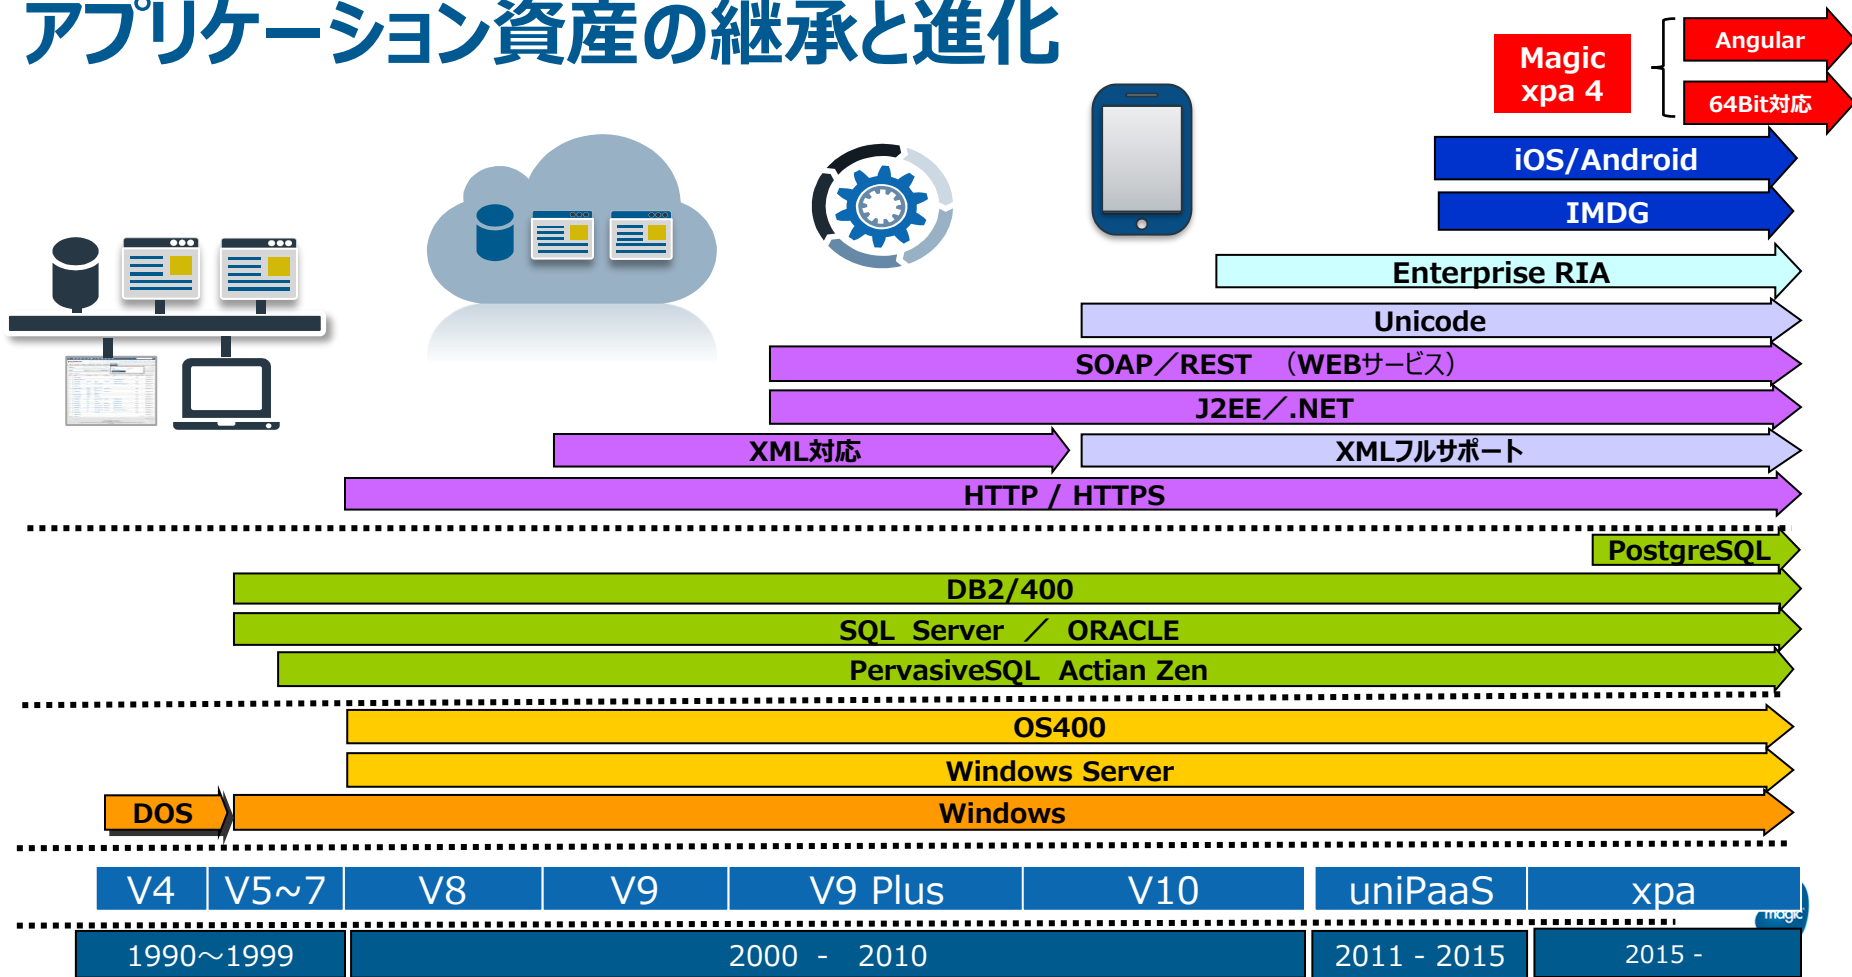 アプリケーション資産の継承と進化
Magic
xpa 4
Angular
64Bit対応
iOS/Android
IMDG
Enterprise RIA
Unicode
SOAP／REST （WEBサービス）
J2EE／.NET
XML対応
XMLフルサポート
HTTP / HTTPS
PostgreSQL
DB2/400
SQL Server ／ ORACLE
PervasiveSQL Actian Zen
OS400
Windows Server
DOS
Windows
V4
V5~7
V8
V9
V9 Plus
V10
uniPaaS
xpa
magic
1990～1999
2000 - 2010
2011 - 2015
2015 -